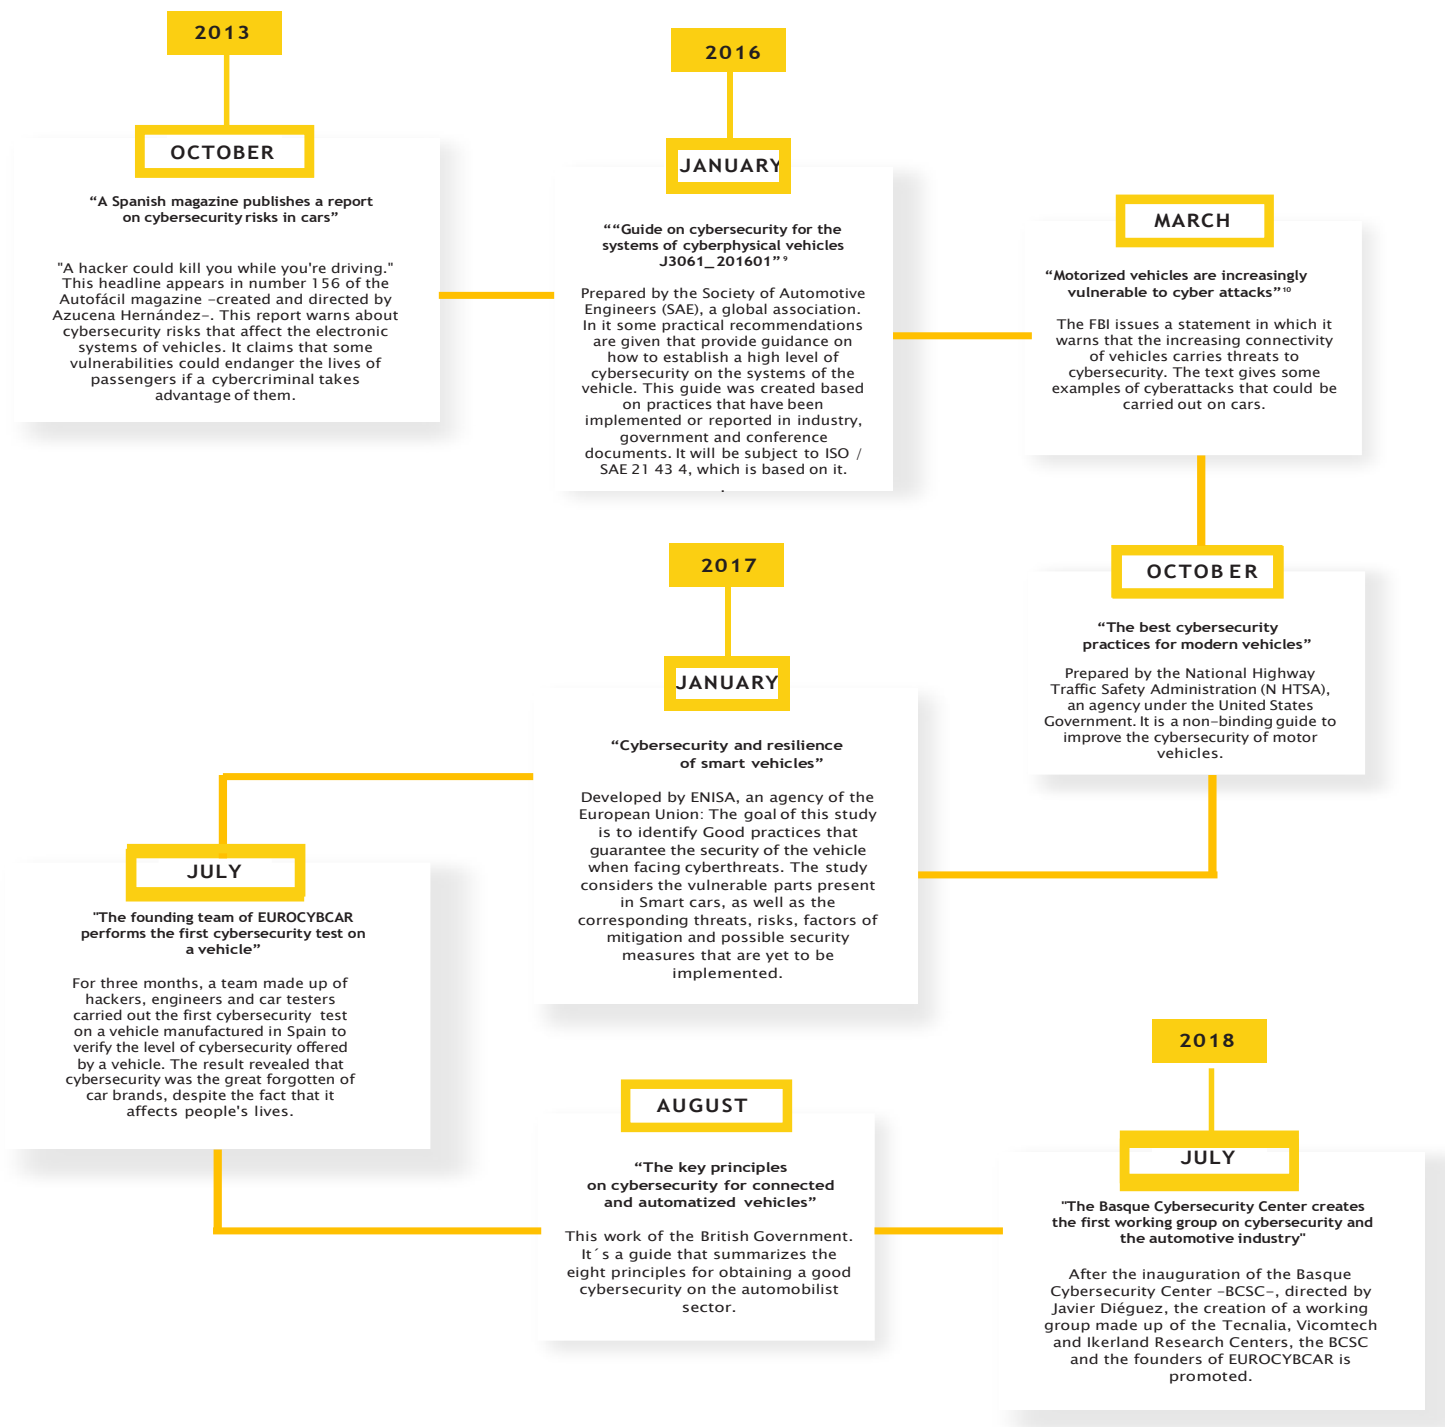 2013
OCTOBER
“A Spanish magazine publishes a report
on cybersecurity risks in cars”
"A hacker could kill you while you're driving."
This headline appears in number 156 of the
Autofácil magazine -created and directed by
Azucena Hernández-. This report warns about
cybersecurity risks that affect the electronic
systems of vehicles. It claims that some
vulnerabilities could endanger the lives of
passengers if a cybercriminal takes
advantage of them.
2016
JANUARY
““Guide on cybersecurity for the
systems of cyberphysical vehicles
J3061_201601”⁹
Prepared by the Society of Automotive
Engineers (SAE), a global association.
In it some practical recommendations
are given that provide guidance on
how to establish a high level of
cybersecurity on the systems of the
vehicle. This guide was created based
on practices that have been
implemented or reported in industry,
government and conference
documents. It will be subject to ISO /
SAE 21 43 4, which is based on it.
.
MARCH
“Motorized vehicles are increasingly
vulnerable to cyber attacks”¹⁰
The FBI issues a statement in which it
warns that the increasing connectivity
of vehicles carries threats to
cybersecurity. The text gives some
examples of cyberattacks that could be
carried out on cars.
OCTOBER
“The best cybersecurity
practices for modern vehicles”
Prepared by the National Highway
Traffic Safety Administration (N HTSA),
an agency under the United States
Government. It is a non-binding guide to
improve the cybersecurity of motor
vehicles.
2017
JANUARY
“Cybersecurity and resilience
of smart vehicles”
Developed by ENISA, an agency of the
European Union: The goal of this study
is to identify Good practices that
guarantee the security of the vehicle
when facing cyberthreats. The study
considers the vulnerable parts present
in Smart cars, as well as the
corresponding threats, risks, factors of
mitigation and possible security
measures that are yet to be
implemented.
JULY
"The founding team of EUROCYBCAR
performs the first cybersecurity test on
a vehicle”
For three months, a team made up of
hackers, engineers and car testers
carried out the first cybersecurity test
on a vehicle manufactured in Spain to
verify the level of cybersecurity offered
by a vehicle. The result revealed that
cybersecurity was the great forgotten of
car brands, despite the fact that it
affects people's lives.
AUGUST
“The key principles
on cybersecurity for connected
and automatized vehicles”
This work of the British Government.
It´s a guide that summarizes the
eight principles for obtaining a good
cybersecurity on the automobilist
sector.
2018
JULY
"The Basque Cybersecurity Center creates
the first working group on cybersecurity and
the automotive industry"
After the inauguration of the Basque
Cybersecurity Center -BCSC-, directed by
Javier Diéguez, the creation of a working
group made up of the Tecnalia, Vicomtech
and Ikerland Research Centers, the BCSC
and the founders of EUROCYBCAR is
promoted.